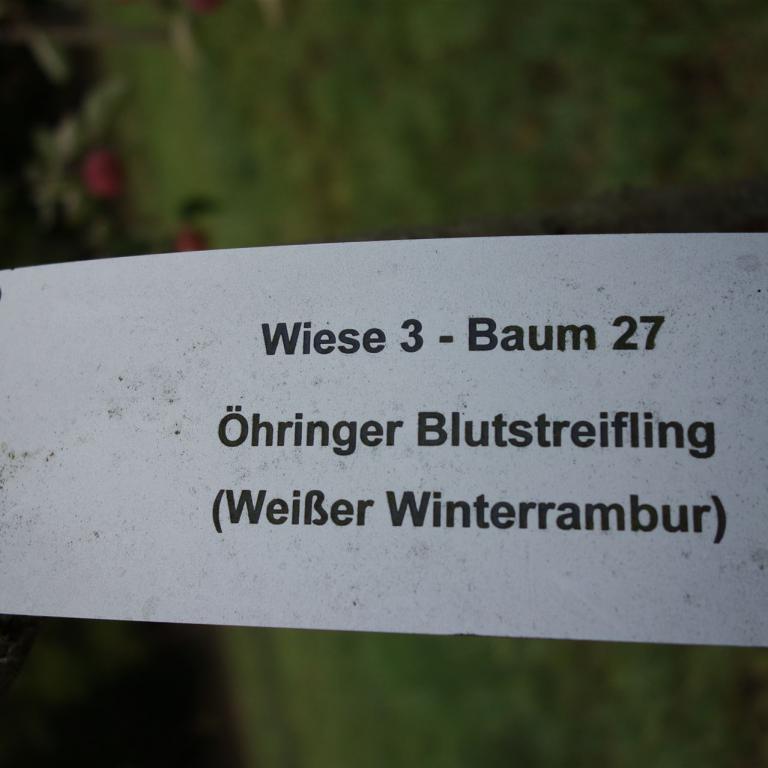 Wiese 3 - Baum 27
Öhringer Blutstreifling
(Weißer Winterrambur)